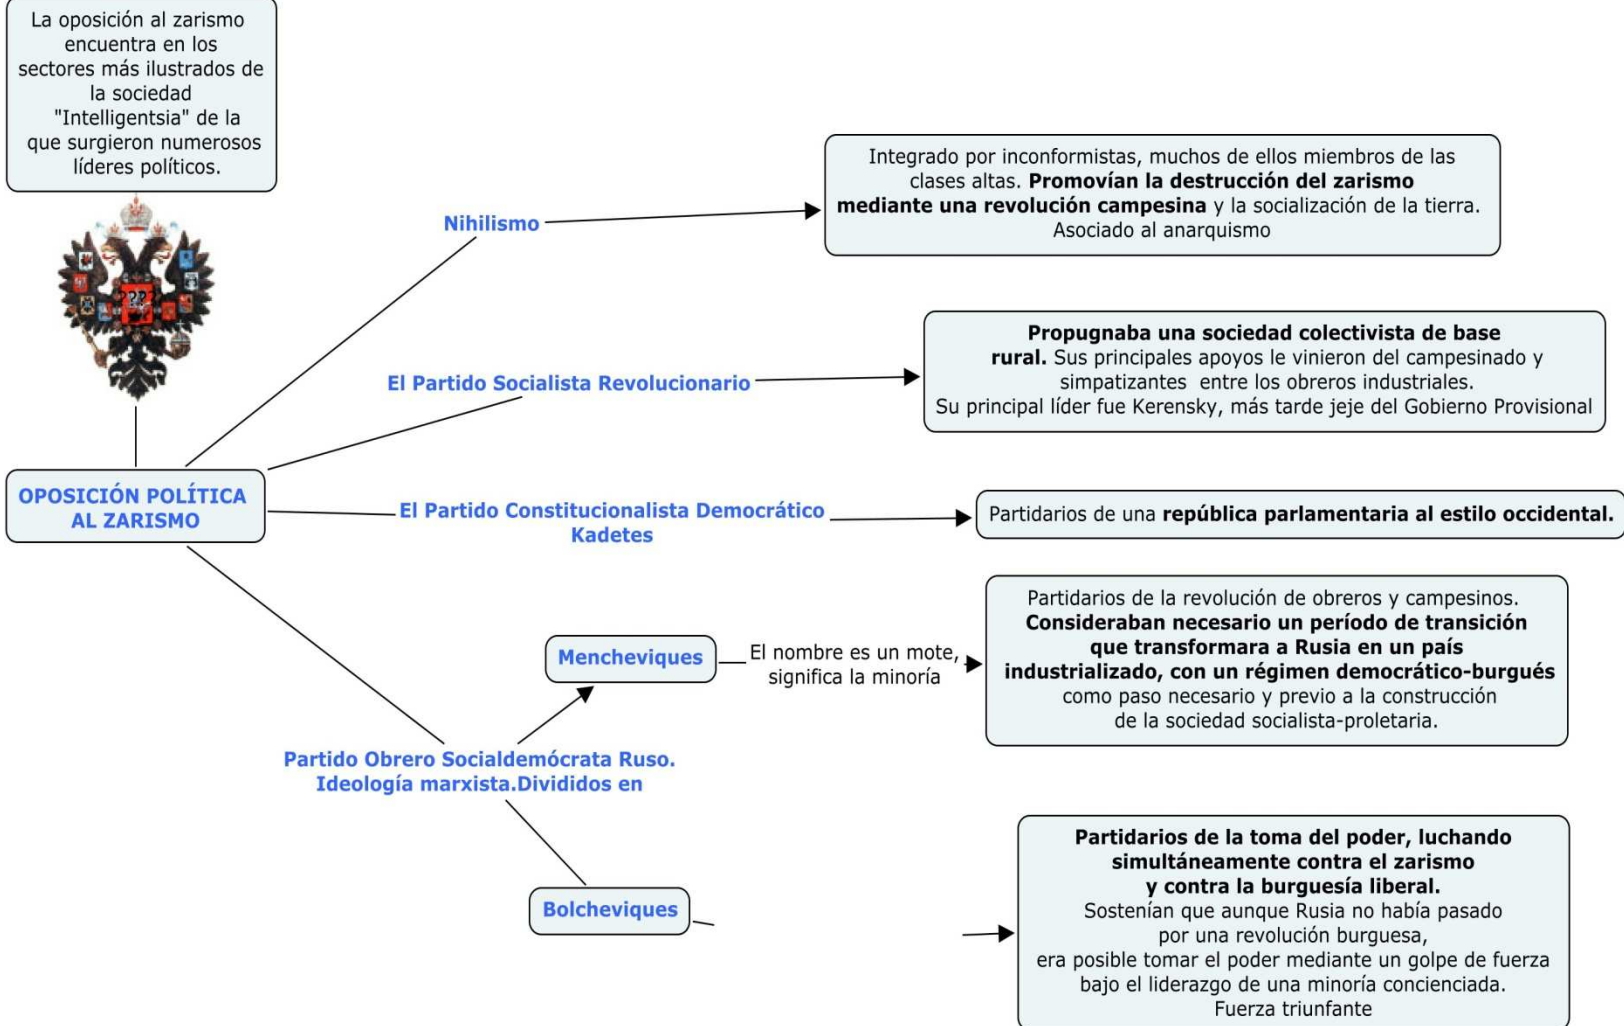 La oposición al zarismo
encuentra en los
sectores más ilustrados de
la sociedad
"Intelligentsia" de la
que surgieron numerosos
líderes políticos.
OPOSICIÓN POLÍTICA
AL ZARISMO
Nihilismo
Integrado por inconformistas, muchos de ellos miembros de las
clases altas. Promovían la destrucción del zarismo
mediante una revolución campesina y la socialización de la tierra.
Asociado al anarquismo
El Partido Socialista Revolucionario
Propugnaba una sociedad colectivista de base
rural. Sus principales apoyos le vinieron del campesinado y
simpatizantes entre los obreros industriales.
Su principal líder fue Kerensky, más tarde jeje del Gobierno Provisional
El Partido Constitucionalista Democrático
Kadetes
Partidarios de una república parlamentaria al estilo occidental.
Partido Obrero Socialdemócrata Ruso.
Ideología marxista.Divididos en
Mencheviques
El nombre es un mote,
significa la minoría
Partidarios de la revolución de obreros y campesinos.
Consideraban necesario un período de transición
que transformara a Rusia en un país
industrializado, con un régimen democrático-burgués
como paso necesario y previo a la construcción
de la sociedad socialista-proletaria.
Bolcheviques
Partidarios de la toma del poder, luchando
simultáneamente contra el zarismo
y contra la burguesía liberal.
Sostenían que aunque Rusia no había pasado
por una revolución burguesa,
era posible tomar el poder mediante un golpe de fuerza
bajo el liderazgo de una minoría concienciada.
Fuerza triunfante